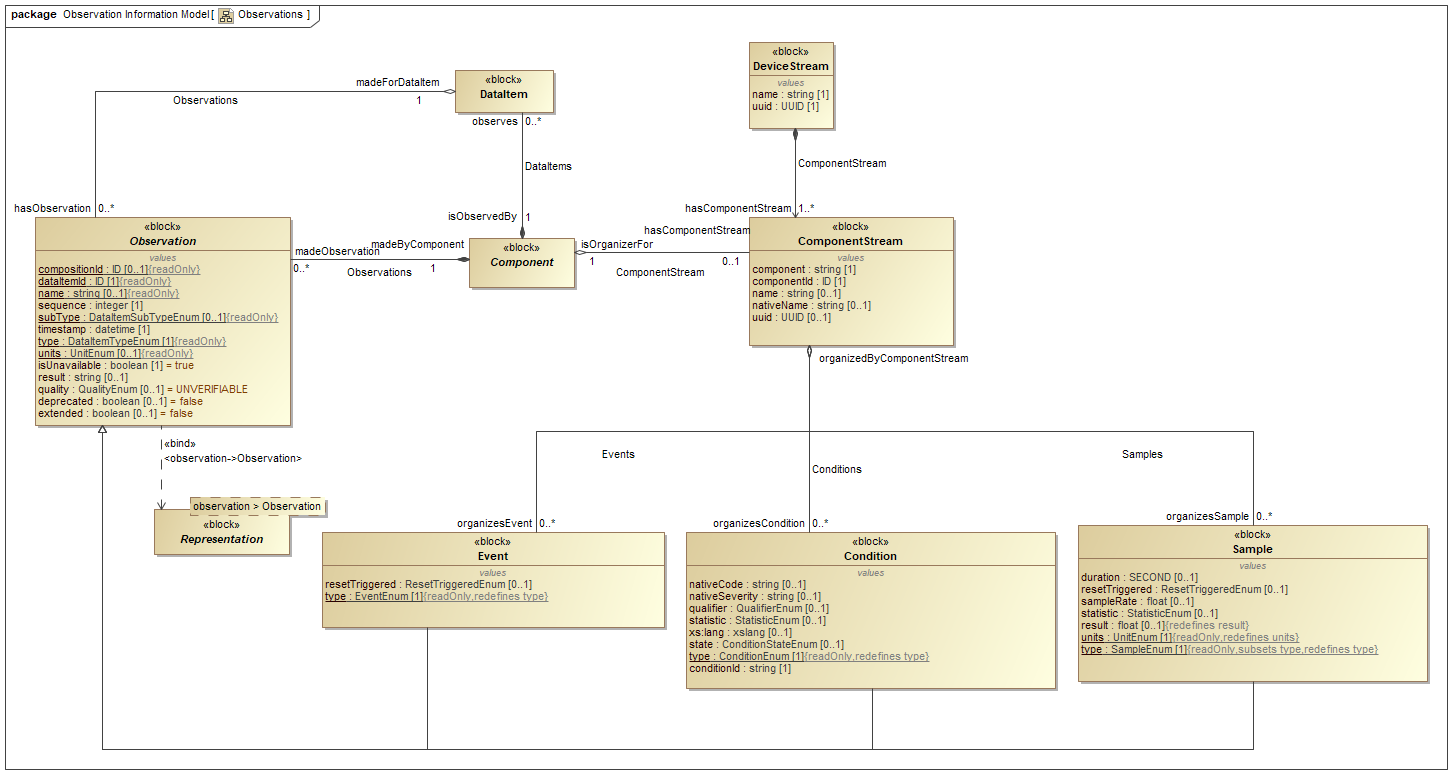 package Observation Information Model[ Observations ]
«block»
DeviceStream
values
name : string [1]
uuid : UUID [1]
madeForDataItem
Observations
1
«block»
DataItem
observes
0..*
DataItems
ComponentStream
hasObservation
0..*
isObservedBy
1
hasComponentStream
1..*
«block»
Observation
values
compositionId : ID [0..1]{readOnly}
dataItemId : ID [1]{readOnly}
name : string [0..1]{readOnly}
sequence : integer [1]
subType : DataItemSubTypeEnum [0..1]{readOnly}
timestamp : datetime [1]
type : DataItemTypeEnum [1]{readOnly}
units : UnitEnum [0..1]{readOnly}
isUnavailable : boolean [1] = true
result : string [0..1]
quality : QualityEnum [0..1] = UNVERIFIABLE
deprecated : boolean [0..1] = false
extended : boolean [0..1] = false
madeObservation
0..*
madeByComponent
Observations
1
«block»
Component
isOrganizerFor
1
hasComponentStream
ComponentStream
0..1
«block»
ComponentStream
values
component : string [1]
componentId : ID [1]
name : string [0..1]
nativeName : string [0..1]
uuid : UUID [0..1]
organizedByComponentStream
«bind»
<observation->Observation>
observation > Observation
«block»
Representation
Events
Conditions
Samples
organizesEvent
0..*
organizesCondition
0..*
organizesSample
0..*
«block»
Event
values
resetTriggered : ResetTriggeredEnum [0..1]
type : EventEnum [1]{readOnly,redefines type}
«block»
Condition
values
nativeCode : string [0..1]
nativeSeverity : string [0..1]
qualifier : QualifierEnum [0..1]
statistic : StatisticEnum [0..1]
xs:lang : xslang [0..1]
state : ConditionStateEnum [0..1]
type : ConditionEnum [1]{readOnly,redefines type}
conditionId : string [1]
«block»
Sample
values
duration : SECOND [0..1]
resetTriggered : ResetTriggeredEnum [0..1]
sampleRate : float [0..1]
statistic : StatisticEnum [0..1]
result : float [0..1]{redefines result}
units : UnitEnum [1]{readOnly,redefines units}
type : SampleEnum [1]{readOnly,subsets type,redefines type}